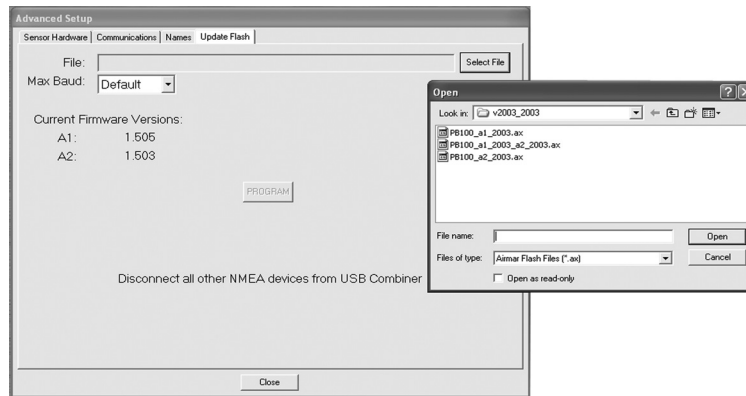 Advanced Setup
Sensor Hardware Communications Names Update Flash
File: Select File
Max Baud: Default
Current Firmware Versions:
A1: 1.505
A2: 1.503
PROGRAM
Disconnect all other NMEA devices from USB Combiner
Close
Open
Look in: v2003_2003
PB100_a1_2003.ax
PB100_a1_2003_a2_2003.ax
PB100_a2_2003.ax
File name: Open
Files of type: Airmar Flash Files (*.ax) Cancel
Open as read-only